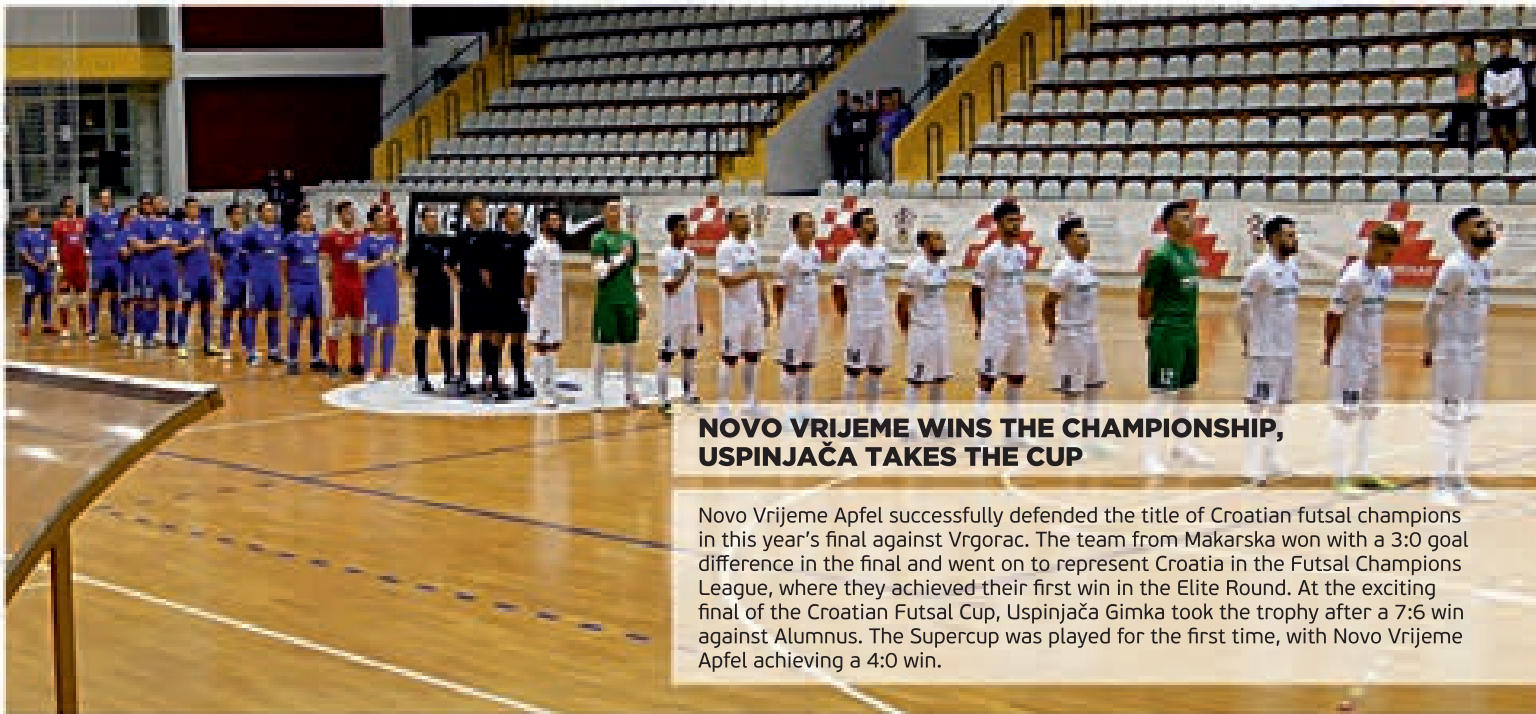 NOVO VRIJEME WINS THE CHAMPIONSHIP,
USPINJAČA TAKES THE CUP
Novo Vrijeme Apfel successfully defended the title of Croatian futsal champions
in this year's final against Vrgorac. The team from Makarska won with a 3:0 goal
difference in the final and went on to represent Croatia in the Futsal Champions
League, where they achieved their first win in the Elite Round. At the exciting
final of the Croatian Futsal Cup, Uspinjača Gimka took the trophy after a 7:6 win
against Alumnus. The Supercup was played for the first time, with Novo Vrijeme
Apfel achieving a 4:0 win.